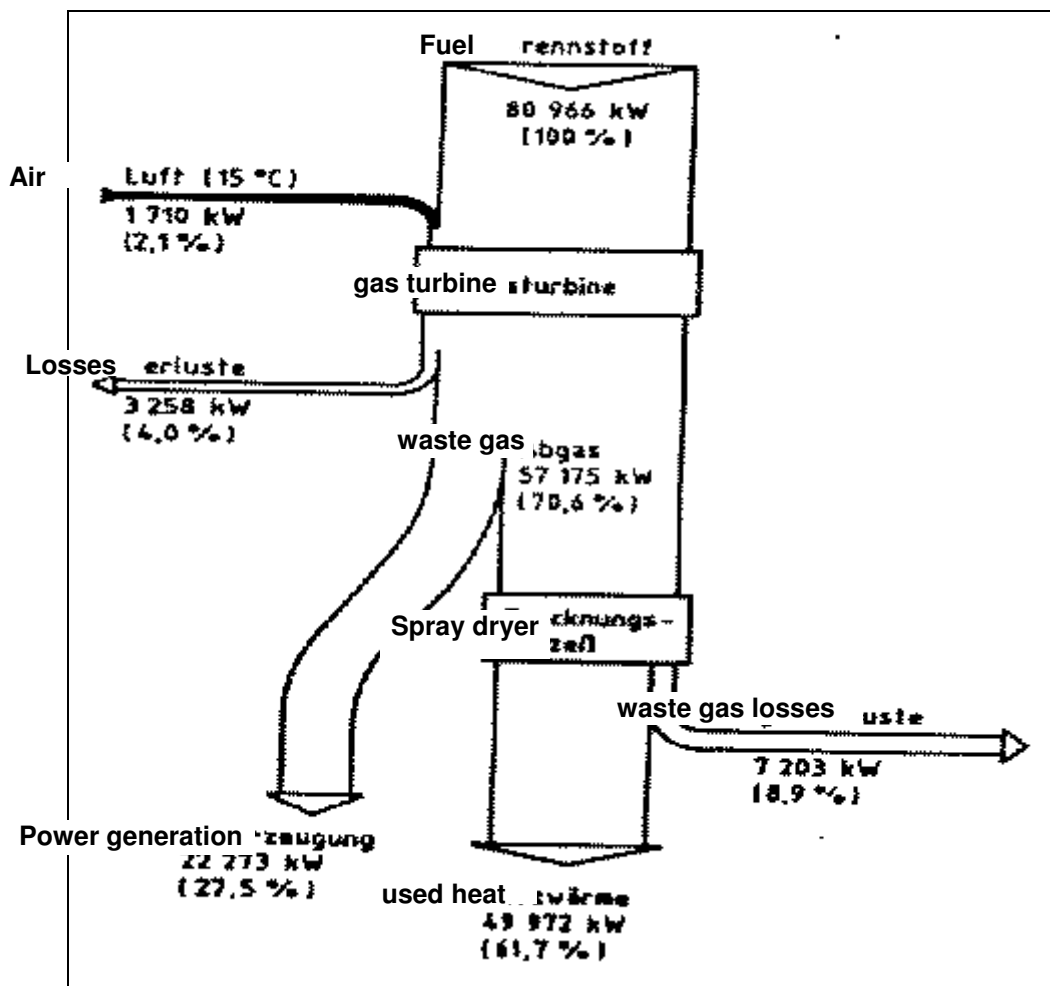 Fuel rennstoff
80 966 kW
(100 %)
Air Luft (15 °C)
1 710 kW
(2,1 %)
gas turbine sturbine
Losses erluste
3 258 kW
(4,0 %)
waste gas bgas
57 175 kW
(70,6 %)
Spray dryer cknungs-
zeß
waste gas losses uste
7 203 kW
(8,9 %)
Power generation zeugung
22 273 kW
(27,5 %)
used heat twärme
49 972 kW
(61,7 %)